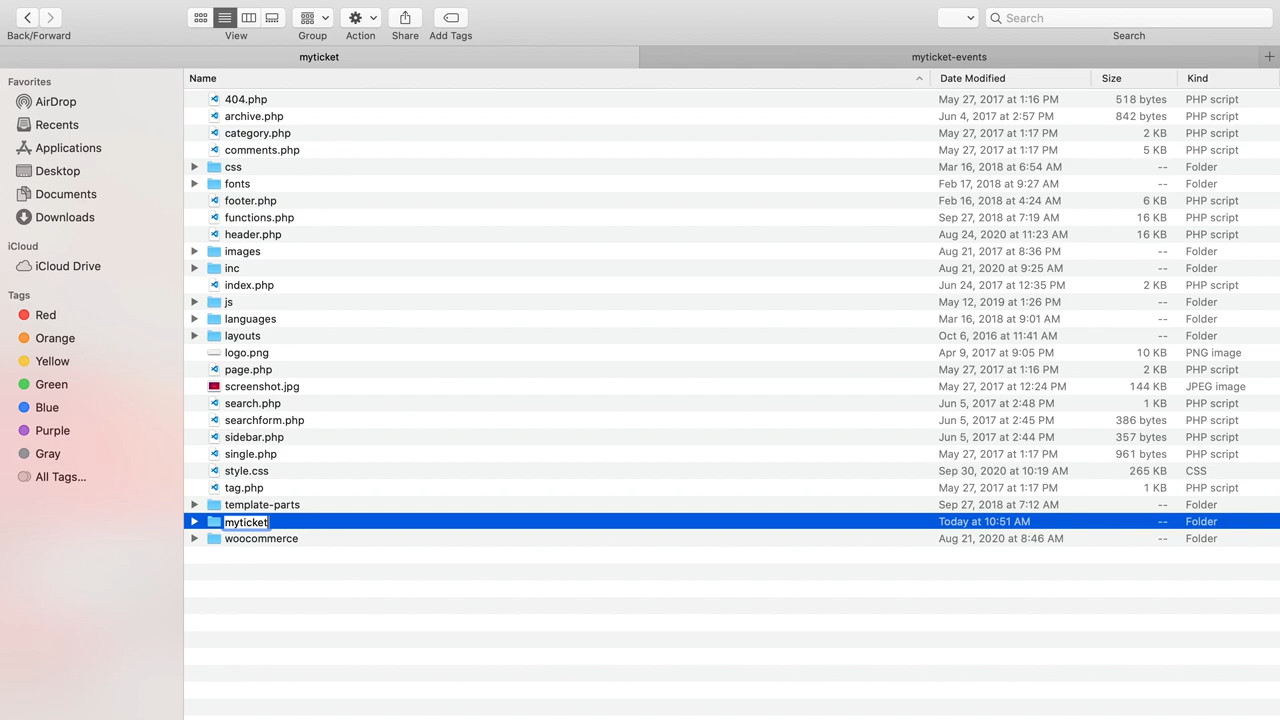 Back/Forward View Group Action Share Add Tags Search Search
myticket myticket-events
Favorites
AirDrop
Recents
Applications
Desktop
Documents
Downloads
iCloud
iCloud Drive
Tags
Red
Orange
Yellow
Green
Blue
Purple
Gray
All Tags...
Name Date Modified Size Kind
404.php May 27, 2017 at 1:16 PM 518 bytes PHP script
archive.php Jun 4, 2017 at 2:57 PM 842 bytes PHP script
category.php May 27, 2017 at 1:17 PM 2 KB PHP script
comments.php May 27, 2017 at 1:17 PM 5 KB PHP script
css Mar 16, 2018 at 6:54 AM -- Folder
fonts Feb 17, 2018 at 9:27 AM -- Folder
footer.php Feb 16, 2018 at 4:24 AM 6 KB PHP script
functions.php Sep 27, 2018 at 7:19 AM 16 KB PHP script
header.php Aug 24, 2020 at 11:23 AM 16 KB PHP script
images Aug 21, 2017 at 8:36 PM -- Folder
inc Aug 21, 2020 at 9:25 AM -- Folder
index.php Jun 24, 2017 at 12:35 PM 2 KB PHP script
js May 12, 2019 at 1:26 PM -- Folder
languages Mar 16, 2018 at 9:01 AM -- Folder
layouts Oct 6, 2016 at 11:41 AM -- Folder
logo.png Apr 9, 2017 at 9:05 PM 10 KB PNG image
page.php May 27, 2017 at 1:16 PM 2 KB PHP script
screenshot.jpg May 27, 2017 at 12:24 PM 144 KB JPEG image
search.php Jun 5, 2017 at 2:48 PM 1 KB PHP script
searchform.php Jun 5, 2017 at 2:45 PM 386 bytes PHP script
sidebar.php Jun 5, 2017 at 2:44 PM 357 bytes PHP script
single.php May 27, 2017 at 1:17 PM 961 bytes PHP script
style.css Sep 30, 2020 at 10:19 AM 265 KB CSS
tag.php May 27, 2017 at 1:17 PM 1 KB PHP script
template-parts Sep 27, 2018 at 7:12 AM -- Folder
myticket Today at 10:51 AM -- Folder
woocommerce Aug 21, 2020 at 8:46 AM -- Folder